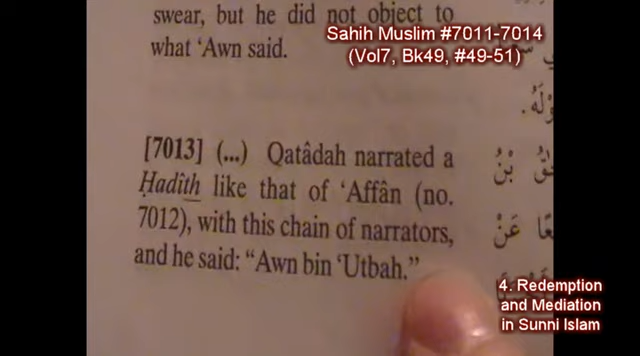 swear, but he did not object to
what ‘Awn said.
Sahih Muslim #7011-7014
(Vol7, Bk49, #49-51)
[7013] (...) Qatâdah narrated a
Ḥadîth like that of ‘Affân (no.
7012), with this chain of narrators,
and he said: “Awn bin ‘Utbah.”
بْنُ
عَنْ
4. Redemption
and Mediation
in Sunni Islam